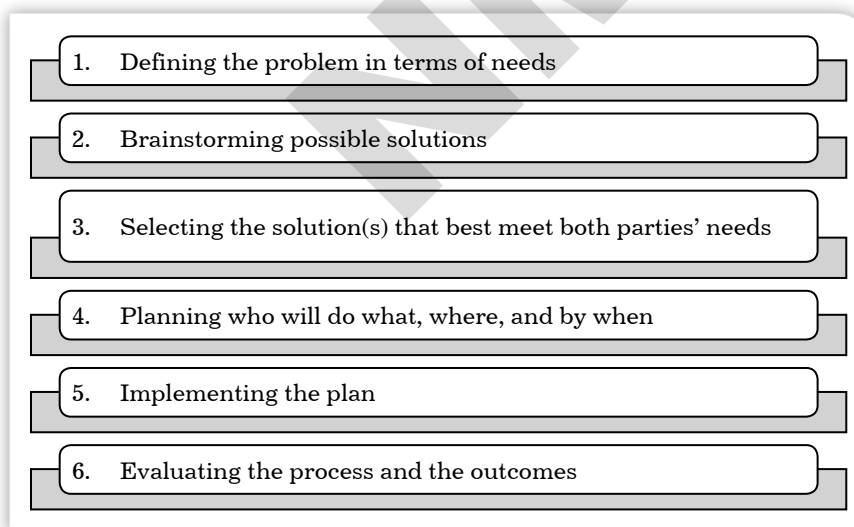 1. Defining the problem in terms of needs
2. Brainstorming possible solutions
3. Selecting the solution(s) that best meet both parties’ needs
4. Planning who will do what, where, and by when
5. Implementing the plan
6. Evaluating the process and the outcomes